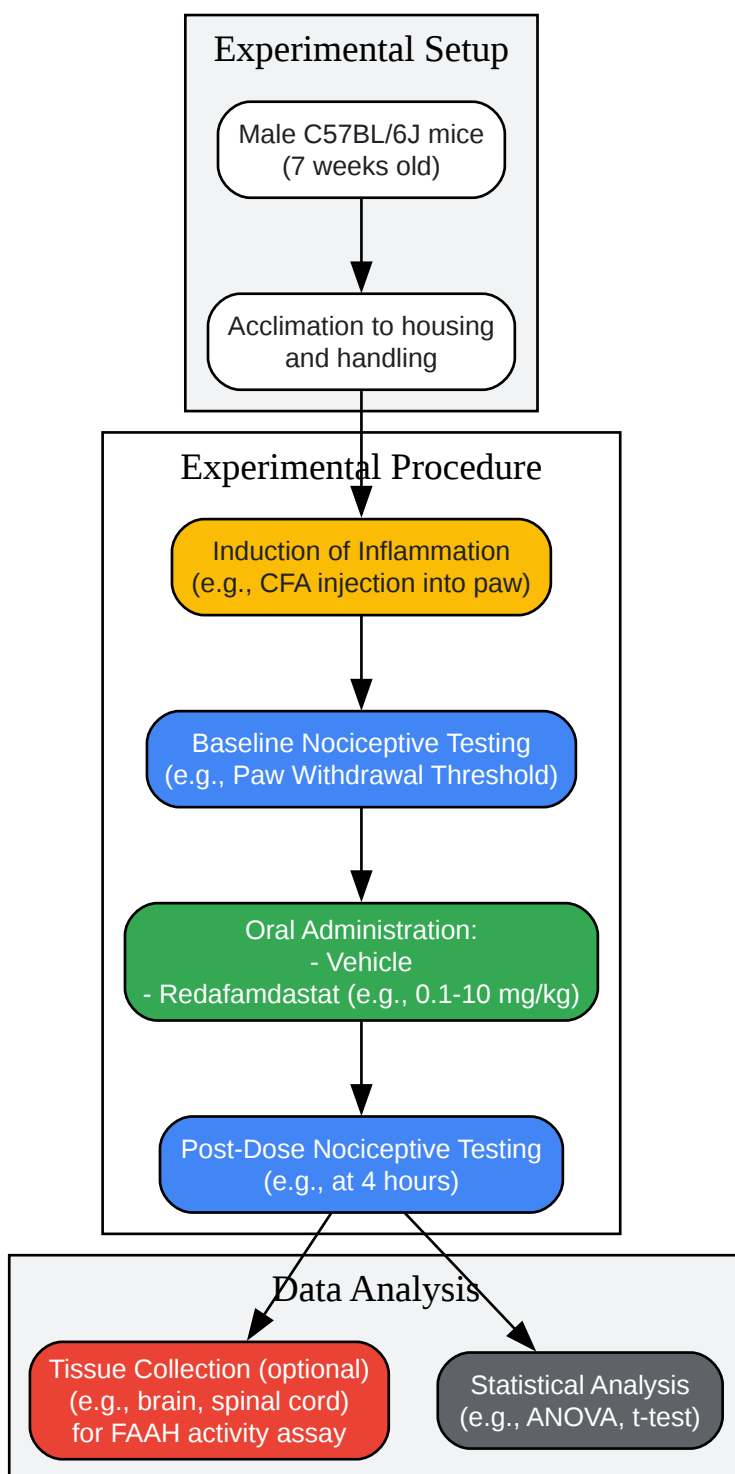 Experimental Setup
Male C57BL/6J mice
(7 weeks old)
Acclimation to housing
and handling
Experimental Procedure
Induction of Inflammation
(e.g., CFA injection into paw)
Baseline Nociceptive Testing
(e.g., Paw Withdrawal Threshold)
Oral Administration:
- Vehicle
- Redafamdastat (e.g., 0.1-10 mg/kg)
Post-Dose Nociceptive Testing
(e.g., at 4 hours)
Data Analysis
Tissue Collection (optional)
(e.g., brain, spinal cord)
for FAAH activity assay
Statistical Analysis
(e.g., ANOVA, t-test)